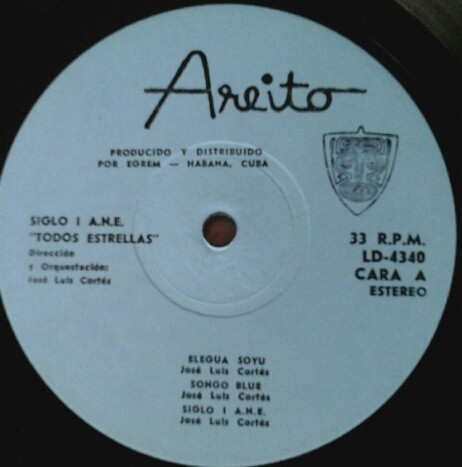 Areito
PRODUCIDO Y DISTRIBUIDO
POR EGREM — HABANA, CUBA
SIGLO I A.N.E.
"TODOS ESTRELLAS"
Dirección
y Orquestación:
José Luis Cortés
33 R.P.M.
LD-4340
CARA A
ESTEREO
ELEGUA SOYU
José Luis Cortés
SONGO BLUE
José Luis Cortés
SIGLO I A.N.E.
José Luis Cortés